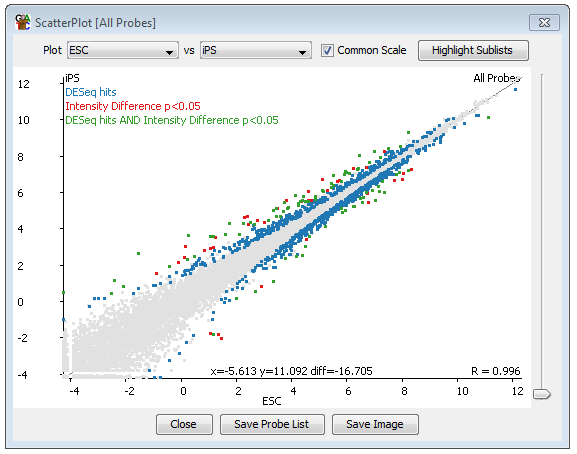 ScatterPlot [All Probes]
Plot ESC vs iPS Common Scale Highlight Sublists
iPS All Probes
DESeq hits
Intensity Difference p<0.05
DESeq hits AND Intensity Difference p<0.05
12
10
8
6
4
2
0
-2
-4
x=-5.613 y=11.092 diff=-16.705 R = 0.996
-4 -2 0 2 4 6 8 10 12
ESC
Close Save Probe List Save Image